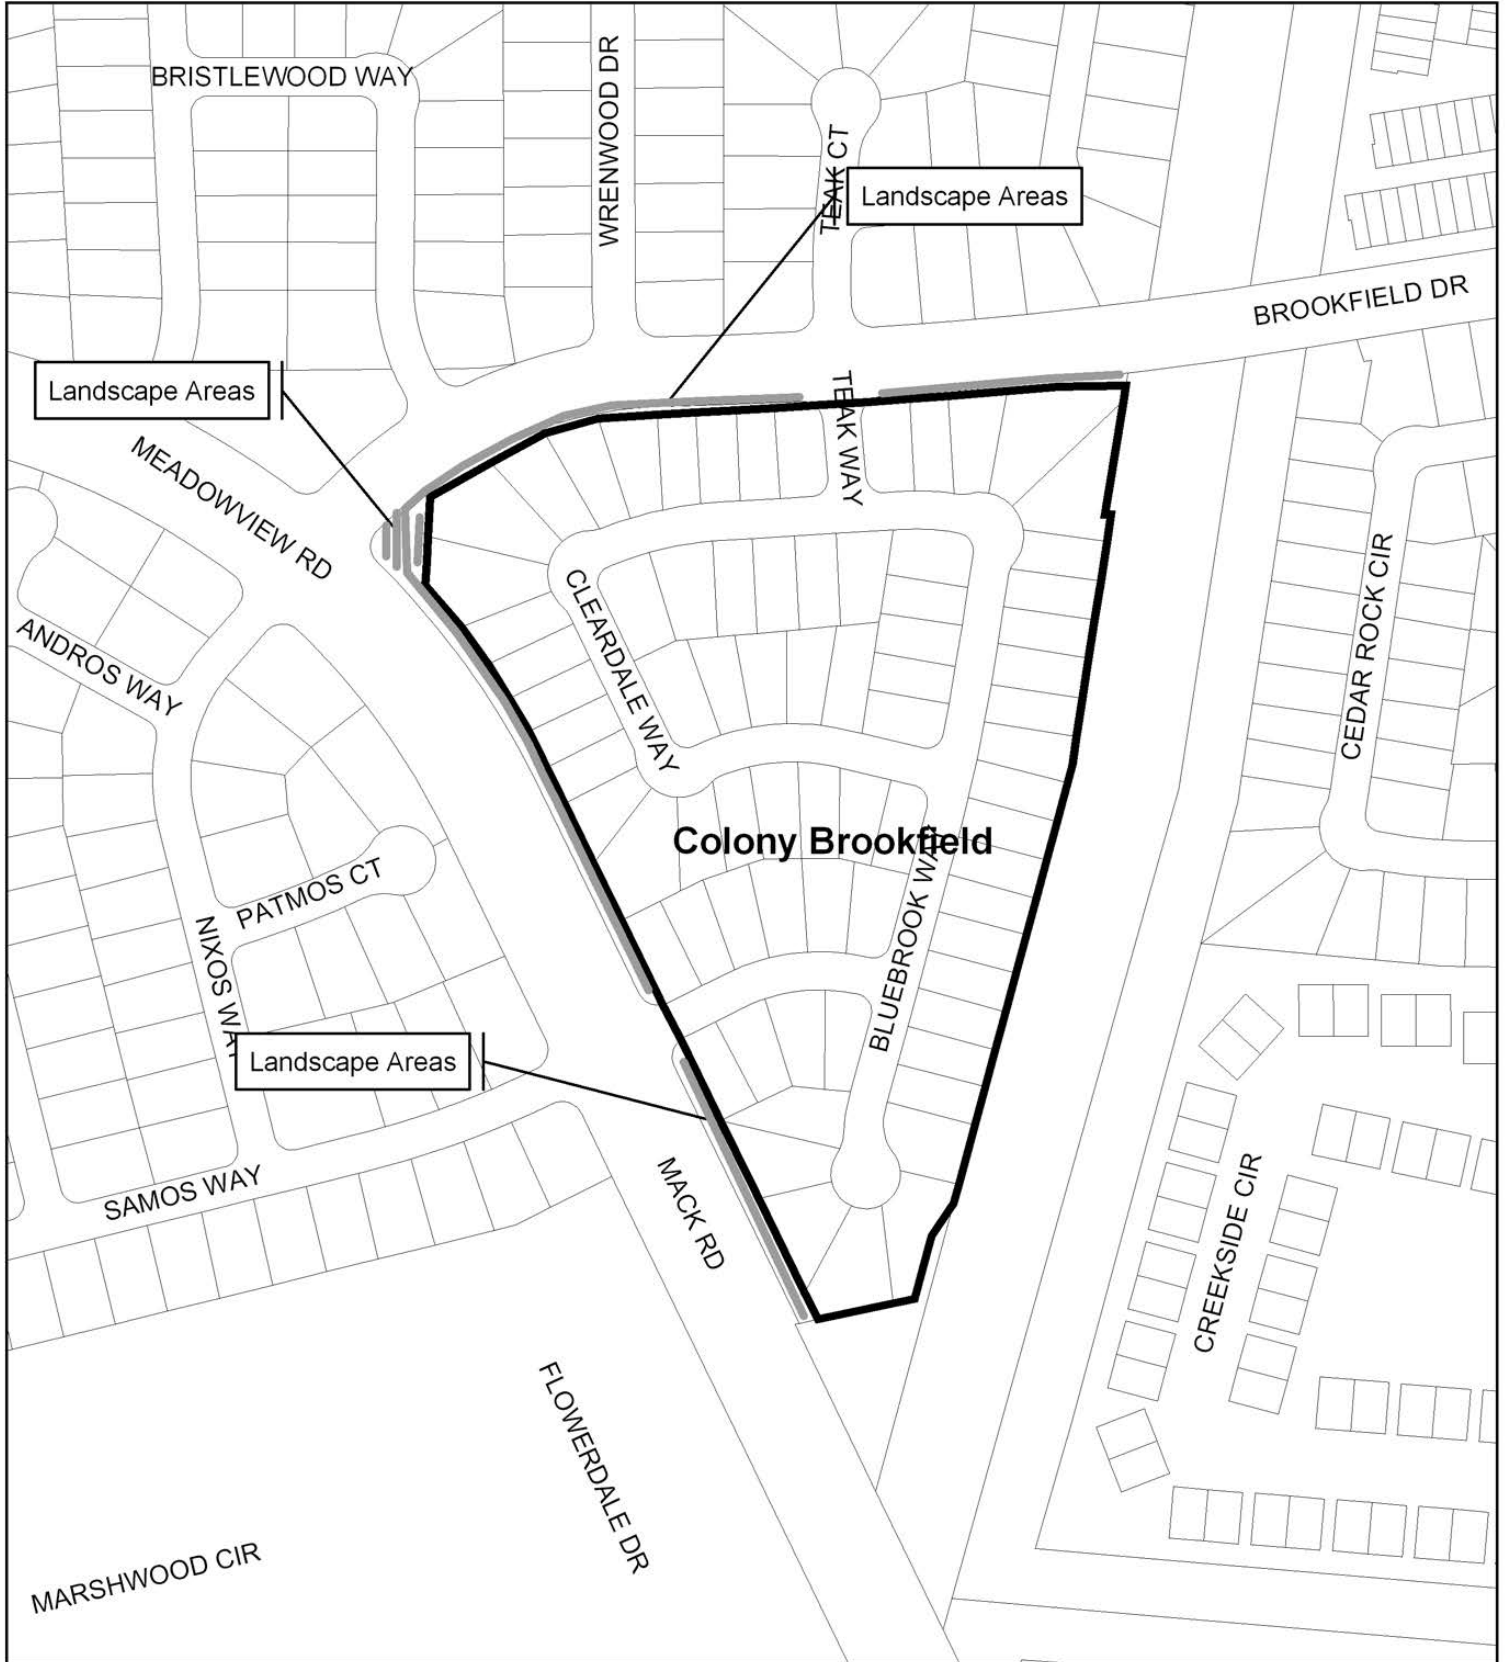 BRISTLEWOOD WAY
WRENWOOD DR
TEAK CT
Landscape Areas
BROOKFIELD DR
Landscape Areas
TEAK WAY
MEADOWVIEW RD
ANDROS WAY
CLEARDALE WAY
CEDAR ROCK CIR
Colony Brookfield
BLUEBROOK WAY
PATMOS CT
NIXOS WAY
Landscape Areas
SAMOS WAY
MACK RD
CREEKSIDE CIR
FLOWERDALE DR
MARSHWOOD CIR